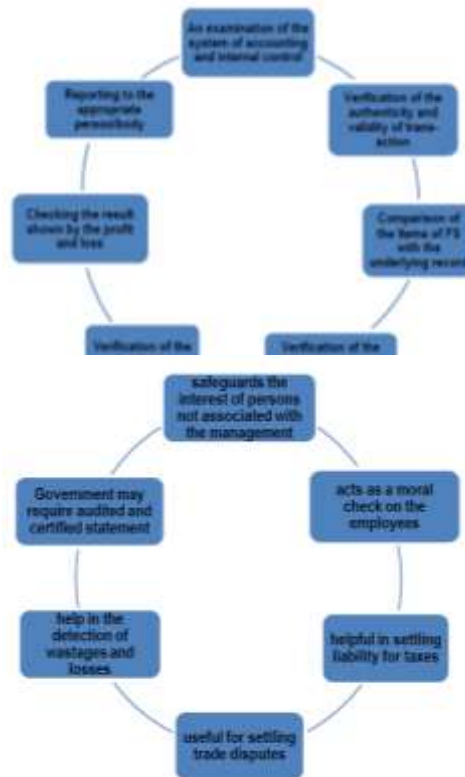 An examination of the
system of accounting
and internal control
Reporting to the
appropriate
person/body
Verification of the
authenticity and
validity of trans-
action
Checking the result
shown by the profit
and loss
Comparison of
the items of FS
with the
underlying record
Verification of the
Verification of the
safeguards the
interest of persons
not associated with
the management
Government may
require audited and
certified statement
acts as a moral
check on the
employees
help in the
detection of
wastages and
losses
helpful in settling
liability for taxes
useful for settling
trade disputes